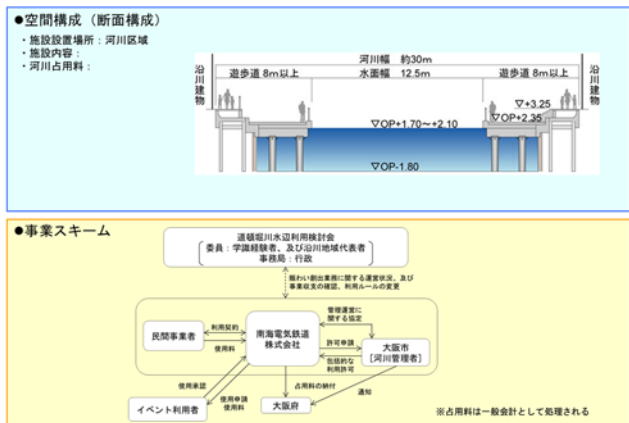 ●空間構成（断面構成）
・施設設置場所：河川区域
・施設内容：
・河川占用料：
河川幅　約30m
遊歩道 8m以上
水面幅　12.5m
遊歩道 8m以上
沿川建物
沿川建物
▽+3.25
▽OP+2.35
▽OP+1.70～+2.10
▽OP-1.80
●事業スキーム
道頓堀川水辺利用検討会
委員：学識経験者、及び沿川地域代表者
事務局：行政
賑わい創出業務に関する運営状況、及び
事業収支の確認、利用ルールの変更
民間事業者
利用契約
使用料
南海電気鉄道
株式会社
管理運営に
関する協定
許可申請
包括的な
利用許可
大阪市
[河川管理者]
使用承認
使用申請
使用料
占用料の納付
通知
イベント利用者
大阪府
※占用料は一般会計として処理される